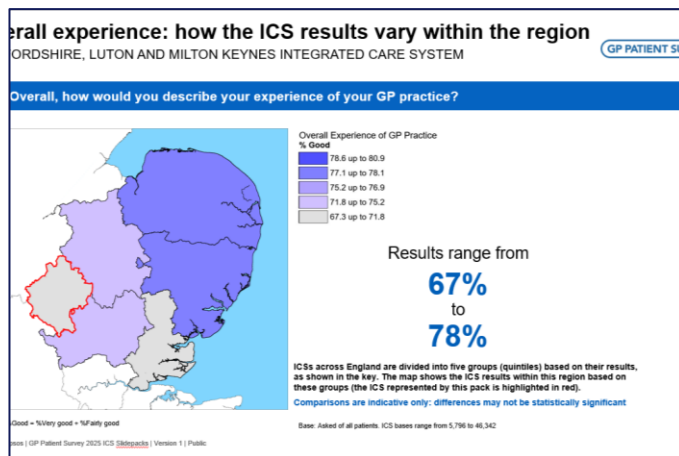 erall experience: how the ICS results vary within the region
ORDSHIRE, LUTON AND MILTON KEYNES INTEGRATED CARE SYSTEM
GP PATIENT SU
Overall, how would you describe your experience of your GP practice?
Overall Experience of GP Practice
% Good
78.6 up to 80.9
77.1 up to 78.1
75.2 up to 76.9
71.8 up to 75.2
67.3 up to 71.8
Results range from
67%
to
78%
ICSs across England are divided into five groups (quintiles) based on their results,
as shown in the key. The map shows the ICS results within this region based on
these groups (the ICS represented by this pack is highlighted in red).
Comparisons are indicative only: differences may not be statistically significant
Good = %Very good + %Fairly good
Base: Asked of all patients. ICS bases range from 5,796 to 46,342
psos | GP Patient Survey 2025 ICS Slidepacks | Version 1 | Public